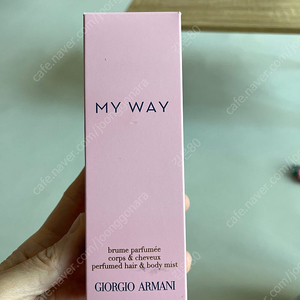 MY WAY
brume parfumée
corps & cheveux
perfumed hair & body mist
GIORGIO ARMANI